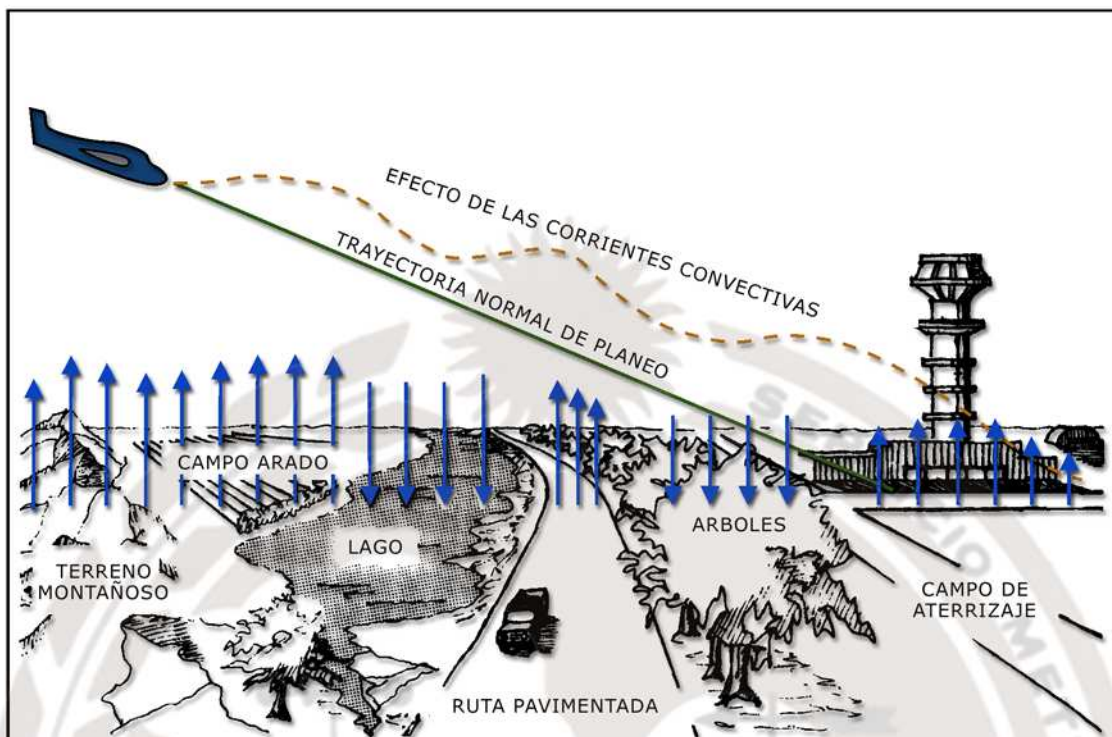 EFECTO DE LAS CORRIENTES CONVECTIVAS
TRAYECTORIA NORMAL DE PLANEO
CAMPO ARADO
LAGO
ARBOLES
TERRENO
MONTAÑOSO
CAMPO DE
ATERRIZAJE
RUTA PAVIMENTADA